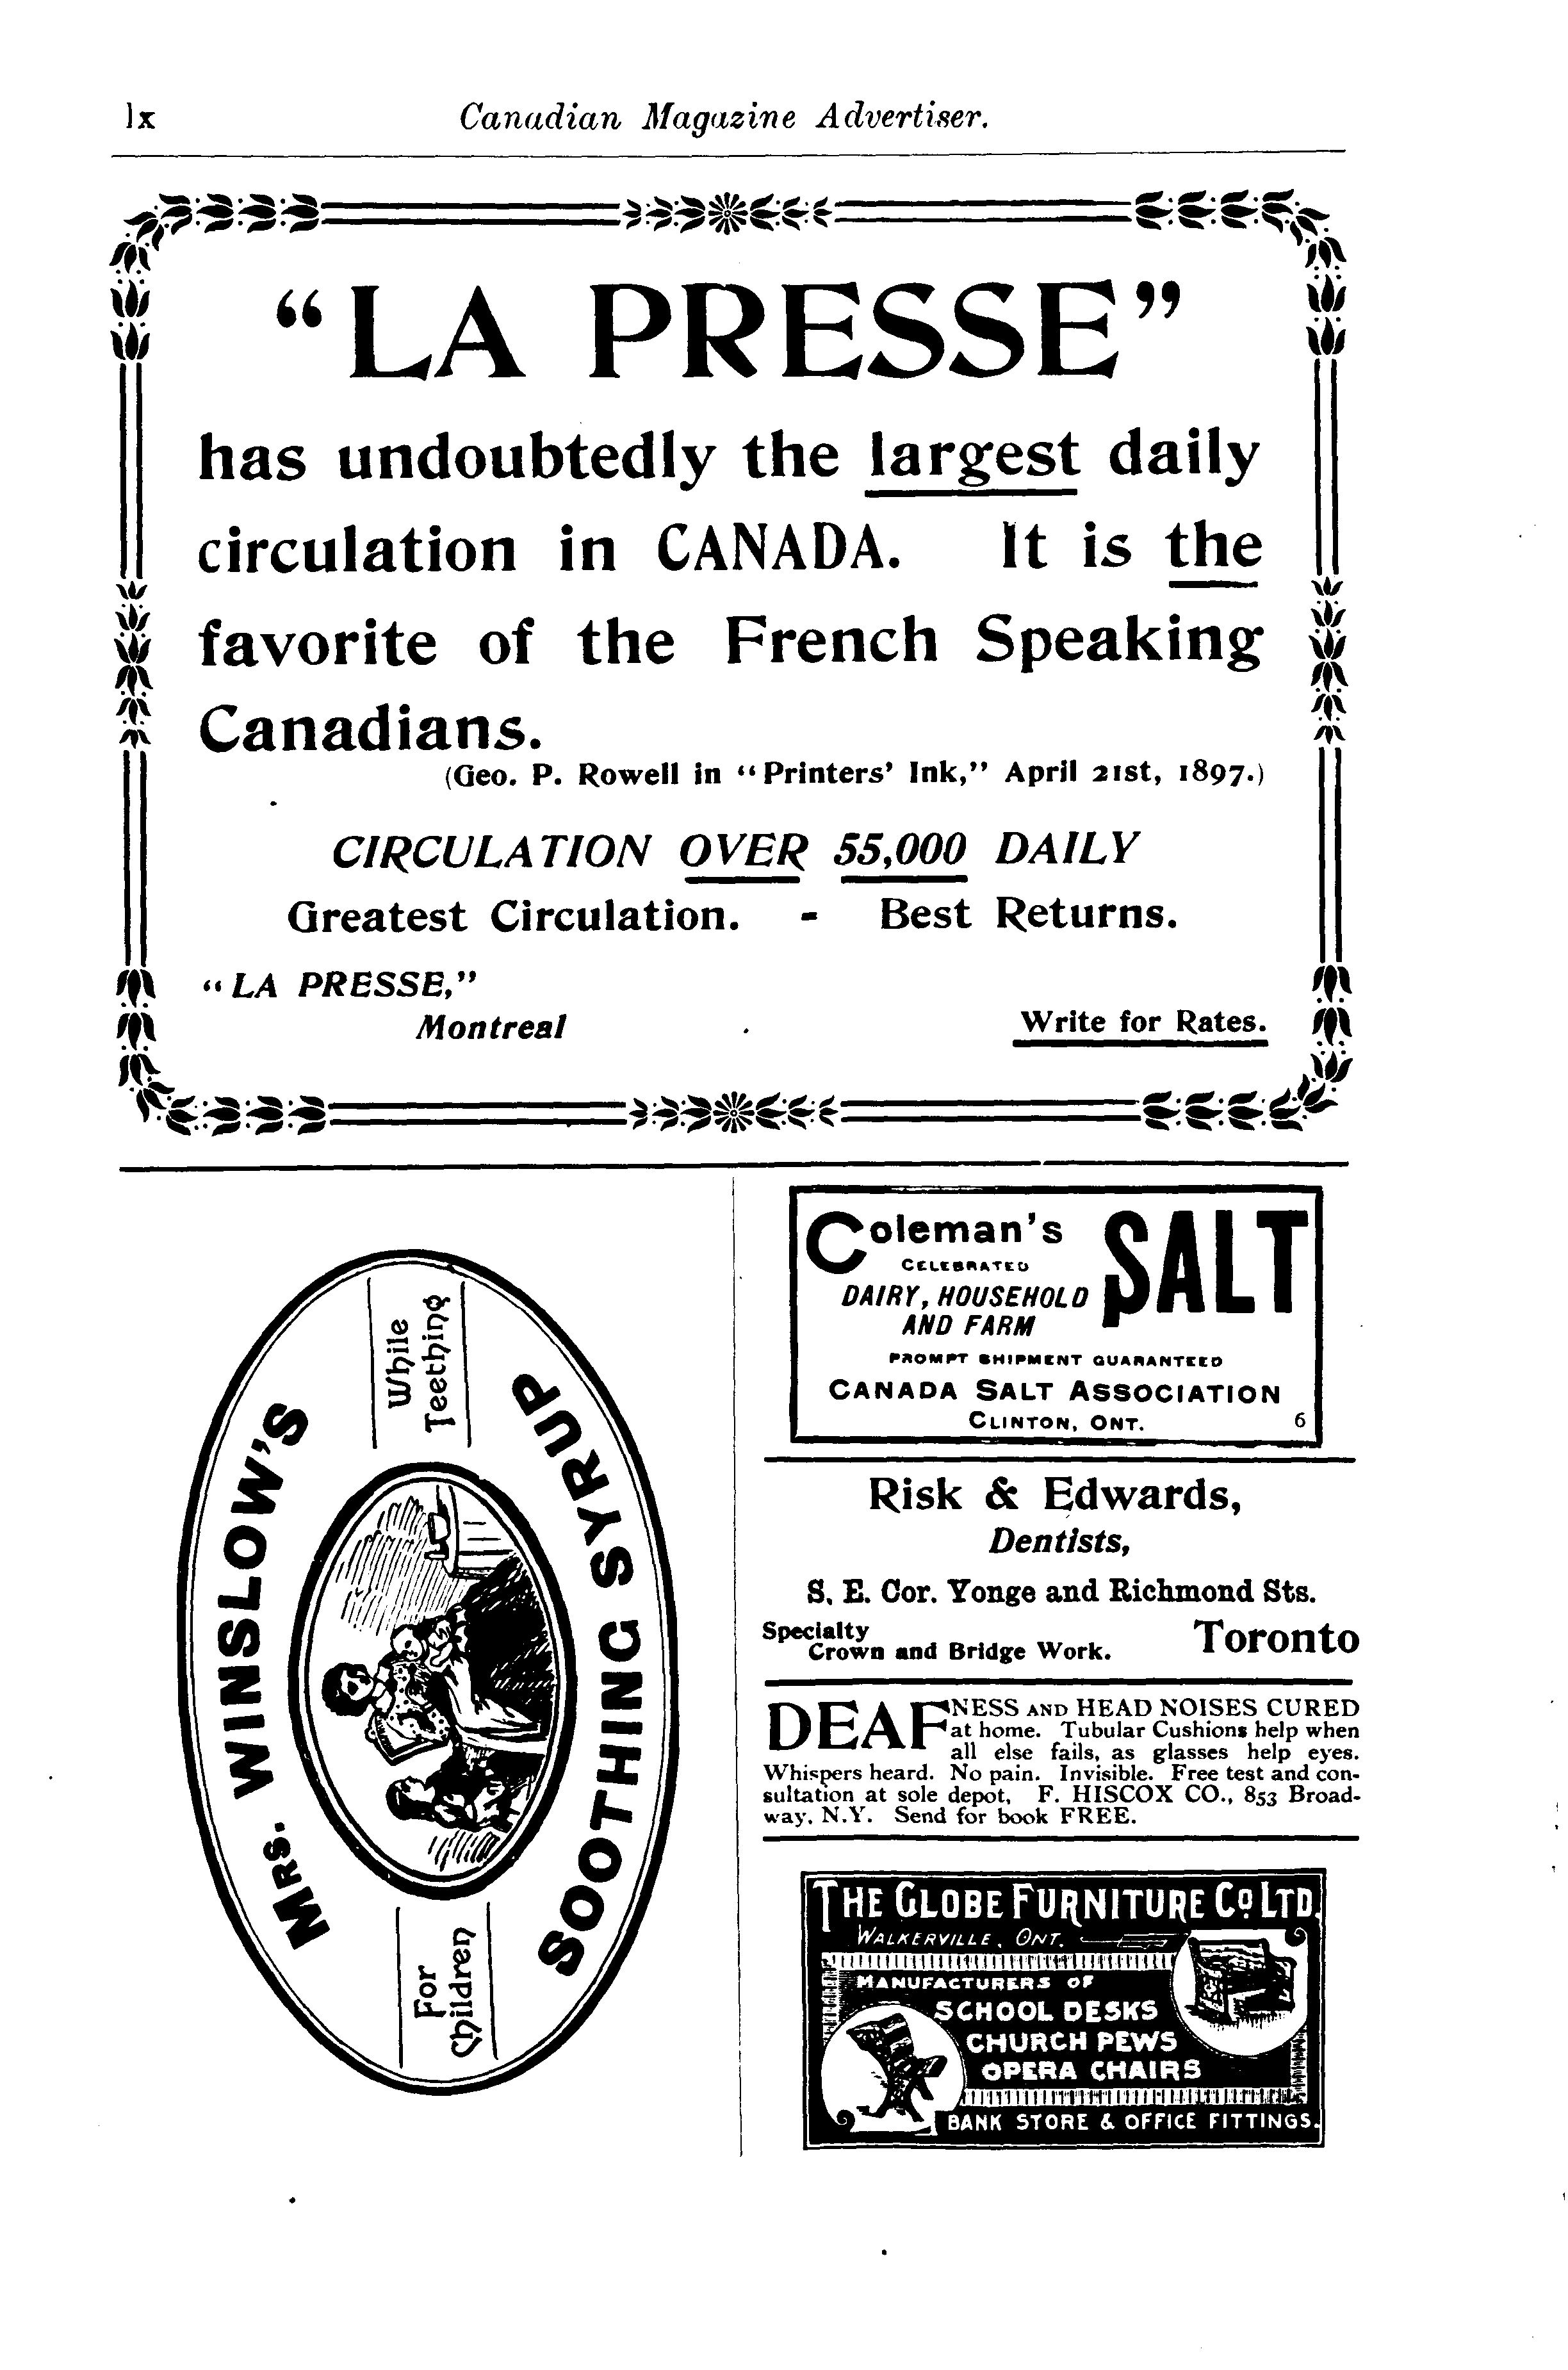 lx Canadian Magazine Advertiser.
“LA PRESSE”
has undoubtedly the largest daily
circulation in CANADA. It is the
favorite of the French Speaking
Canadians.
(Geo. P. Rowell in “Printers’ Ink,” April 21st, 1897.)
CIRCULATION OVER 55,000 DAILY
Greatest Circulation. - Best Returns.
“LA PRESSE,”
Montreal
Write for Rates.
MRS. WINSLOW'S
SOOTHING SYRUP
For
Children
While
Teething
Coleman's SALT
CELEBRATED
DAIRY, HOUSEHOLD
AND FARM
PROMPT SHIPMENT GUARANTEED
CANADA SALT ASSOCIATION
CLINTON, ONT. 6
Risk & Edwards,
Dentists,
S. E. Cor. Yonge and Richmond Sts.
Specialty
Crown and Bridge Work. Toronto
DEAFNESS AND HEAD NOISES CURED
at home. Tubular Cushions help when
all else fails, as glasses help eyes.
Whispers heard. No pain. Invisible. Free test and con-
sultation at sole depot, F. HISCOX CO., 853 Broad-
way, N.Y. Send for book FREE.
THE GLOBE FURNITURE CO LTD.
WALKERVILLE, ONT.
MANUFACTURERS OF
SCHOOL DESKS
CHURCH PEWS
OPERA CHAIRS
BANK STORE & OFFICE FITTINGS.